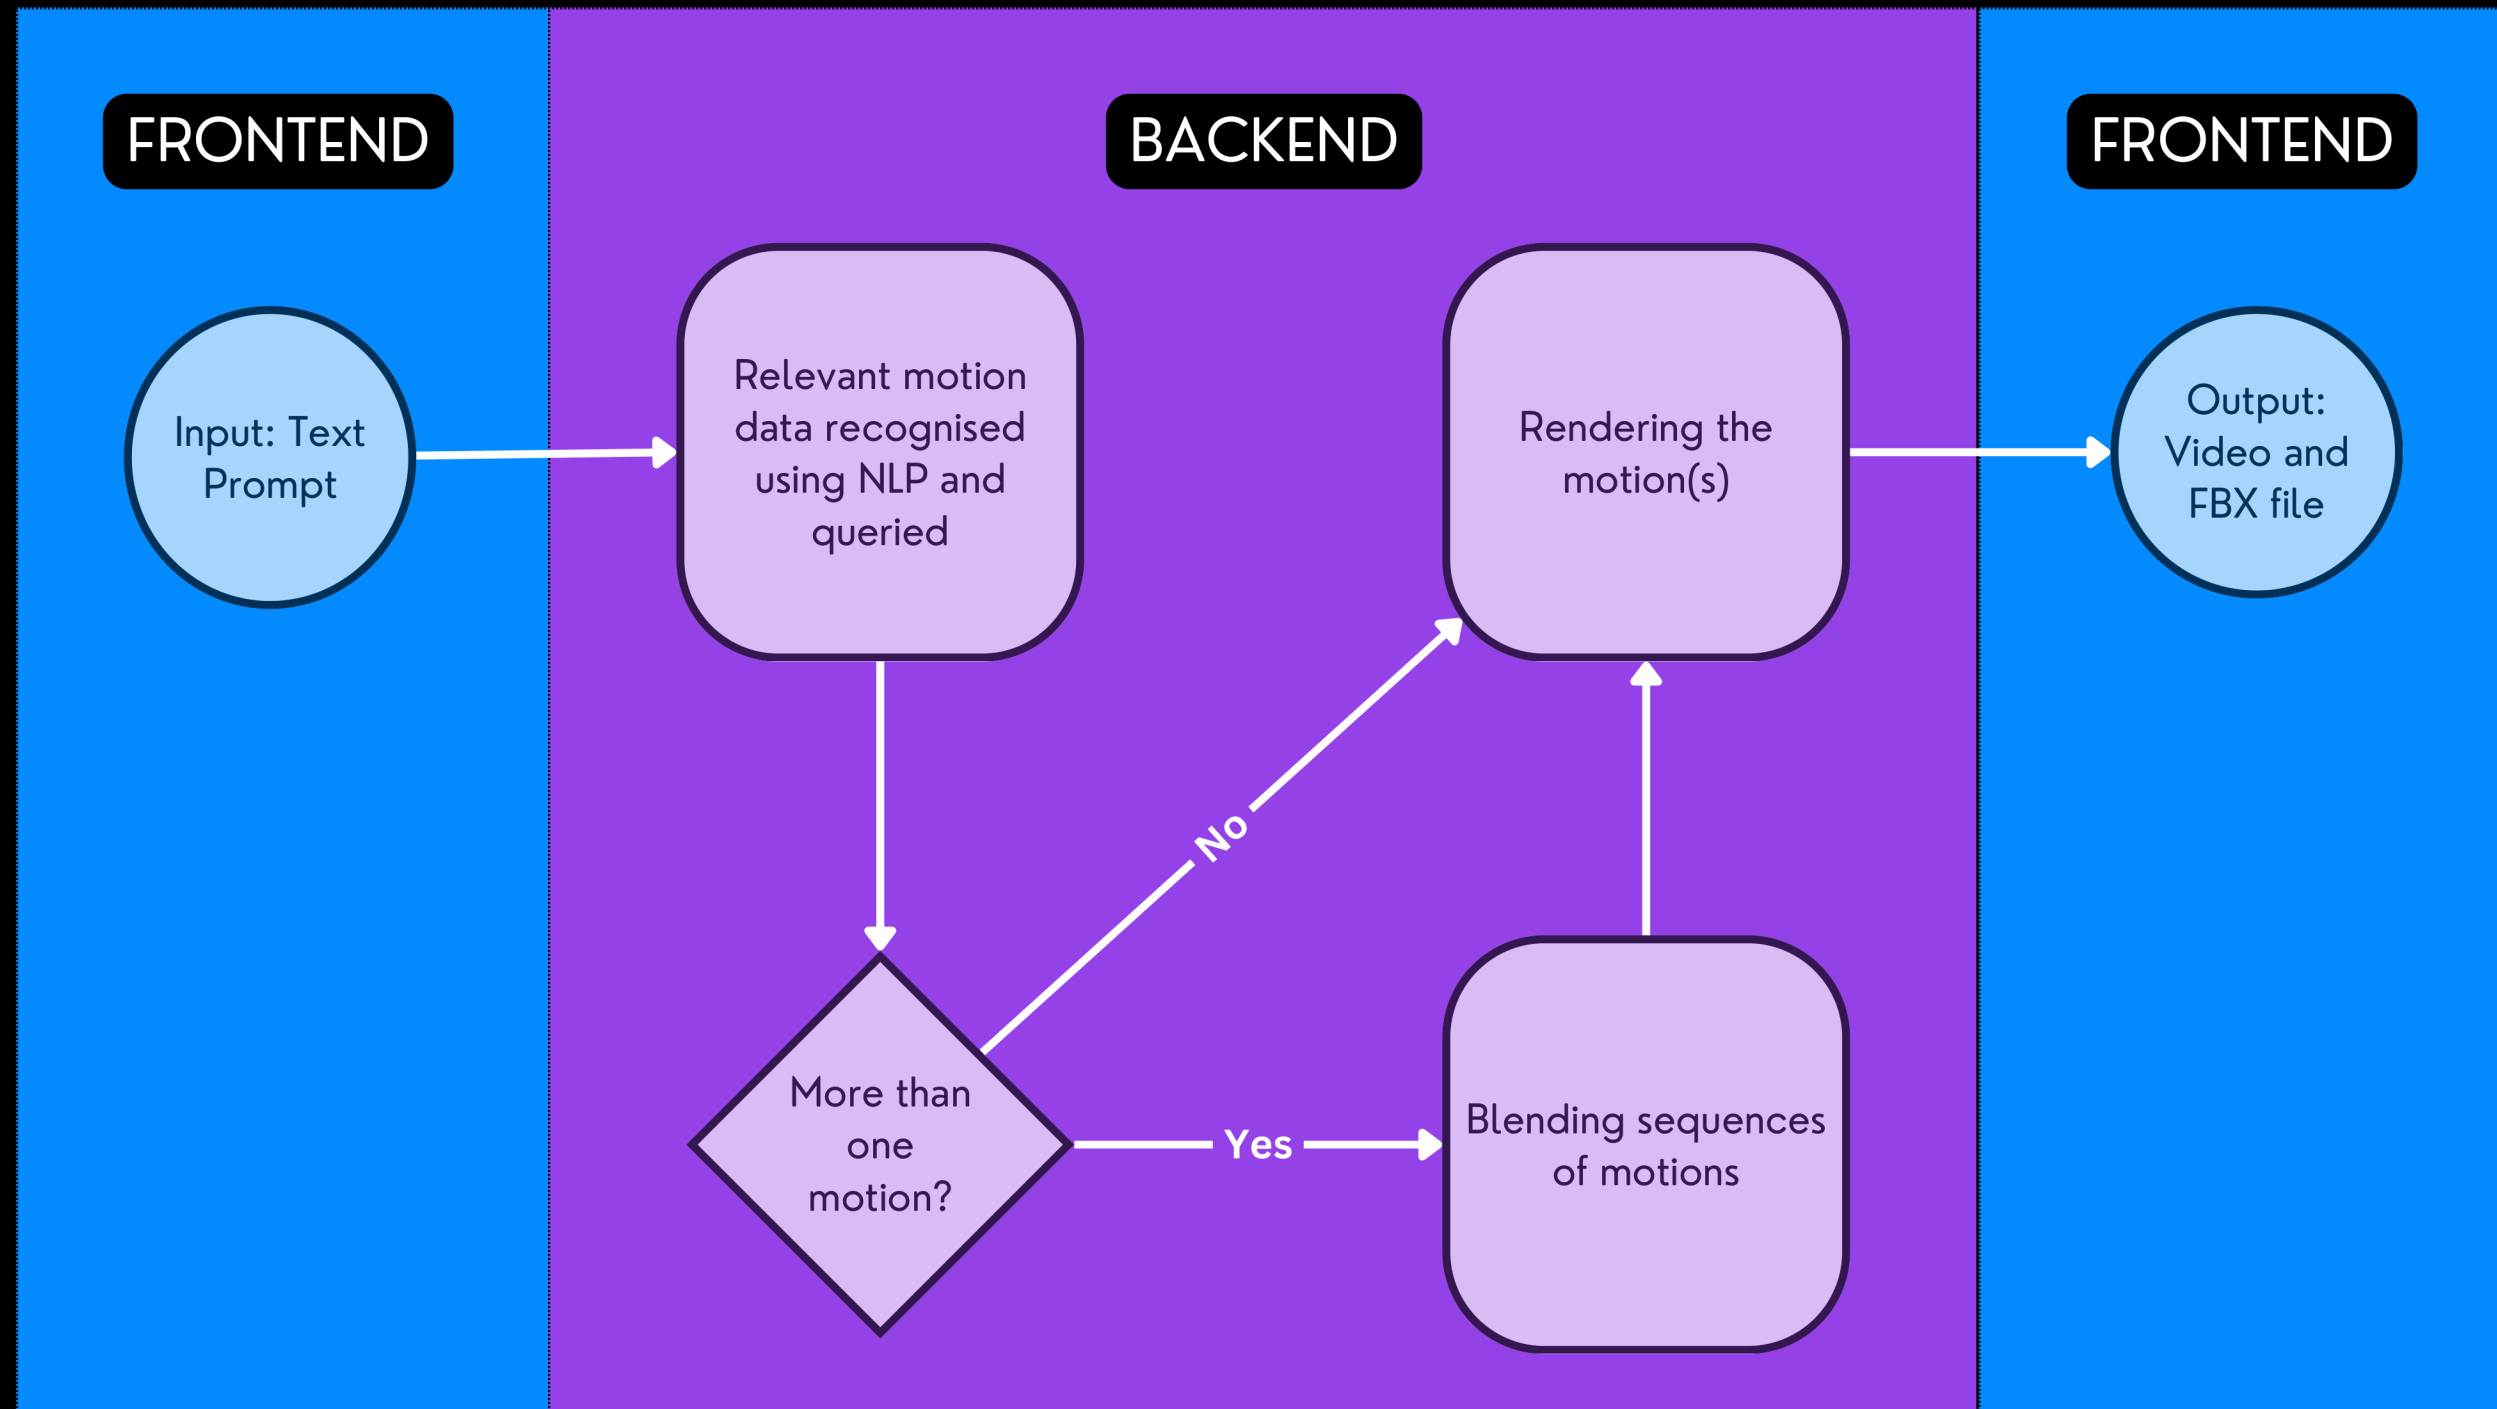 FRONTEND
BACKEND
FRONTEND
Input: Text
Prompt
Relevant motion
data recognised
using NLP and
queried
Rendering the
motion(s)
Output:
Video and
FBX file
No
More than
one
motion?
Yes
Blending sequences
of motions